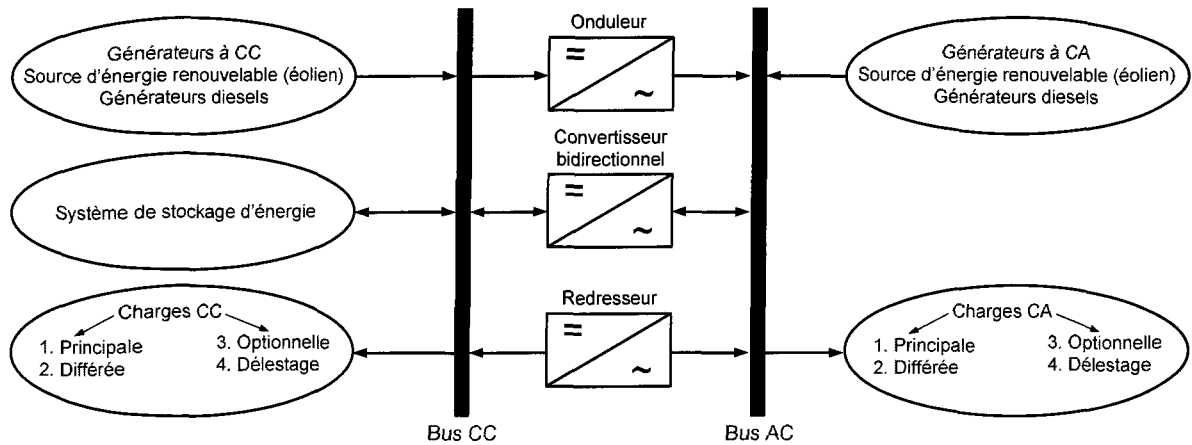 Onduleur
Générateurs à CC
Source d'énergie renouvelable (éolien)
Générateurs diesels
=
~
Générateurs à CA
Source d'énergie renouvelable (éolien)
Générateurs diesels
Convertisseur
bidirectionnel
Système de stockage d'énergie
=
~
Redresseur
Charges CC
1. Principale
2. Différée
3. Optionnelle
4. Délestage
=
~
Charges CA
1. Principale
2. Différée
3. Optionnelle
4. Délestage
Bus CC
Bus AC